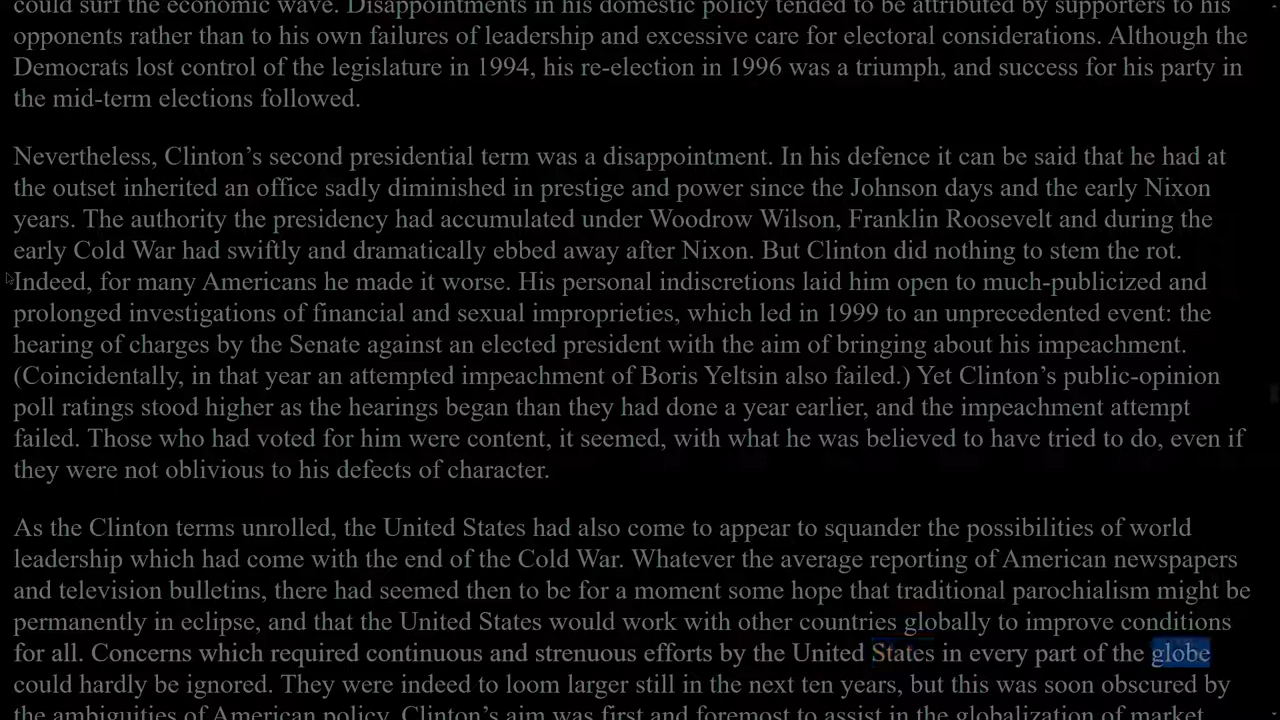 could surf the economic wave. Disappointments in his domestic policy tended to be attributed by supporters to his
opponents rather than to his own failures of leadership and excessive care for electoral considerations. Although the
Democrats lost control of the legislature in 1994, his re-election in 1996 was a triumph, and success for his party in
the mid-term elections followed.
Nevertheless, Clinton’s second presidential term was a disappointment. In his defence it can be said that he had at
the outset inherited an office sadly diminished in prestige and power since the Johnson days and the early Nixon
years. The authority the presidency had accumulated under Woodrow Wilson, Franklin Roosevelt and during the
early Cold War had swiftly and dramatically ebbed away after Nixon. But Clinton did nothing to stem the rot.
Indeed, for many Americans he made it worse. His personal indiscretions laid him open to much-publicized and
prolonged investigations of financial and sexual improprieties, which led in 1999 to an unprecedented event: the
hearing of charges by the Senate against an elected president with the aim of bringing about his impeachment.
(Coincidentally, in that year an attempted impeachment of Boris Yeltsin also failed.) Yet Clinton’s public-opinion
poll ratings stood higher as the hearings began than they had done a year earlier, and the impeachment attempt
failed. Those who had voted for him were content, it seemed, with what he was believed to have tried to do, even if
they were not oblivious to his defects of character.
As the Clinton terms unrolled, the United States had also come to appear to squander the possibilities of world
leadership which had come with the end of the Cold War. Whatever the average reporting of American newspapers
and television bulletins, there had seemed then to be for a moment some hope that traditional parochialism might be
permanently in eclipse, and that the United States would work with other countries globally to improve conditions
for all. Concerns which required continuous and strenuous efforts by the United States in every part of the globe
could hardly be ignored. They were indeed to loom larger still in the next ten years, but this was soon obscured by
the ambiguities of American policy. Clinton’s aim was first and foremost to assist in the globalization of market